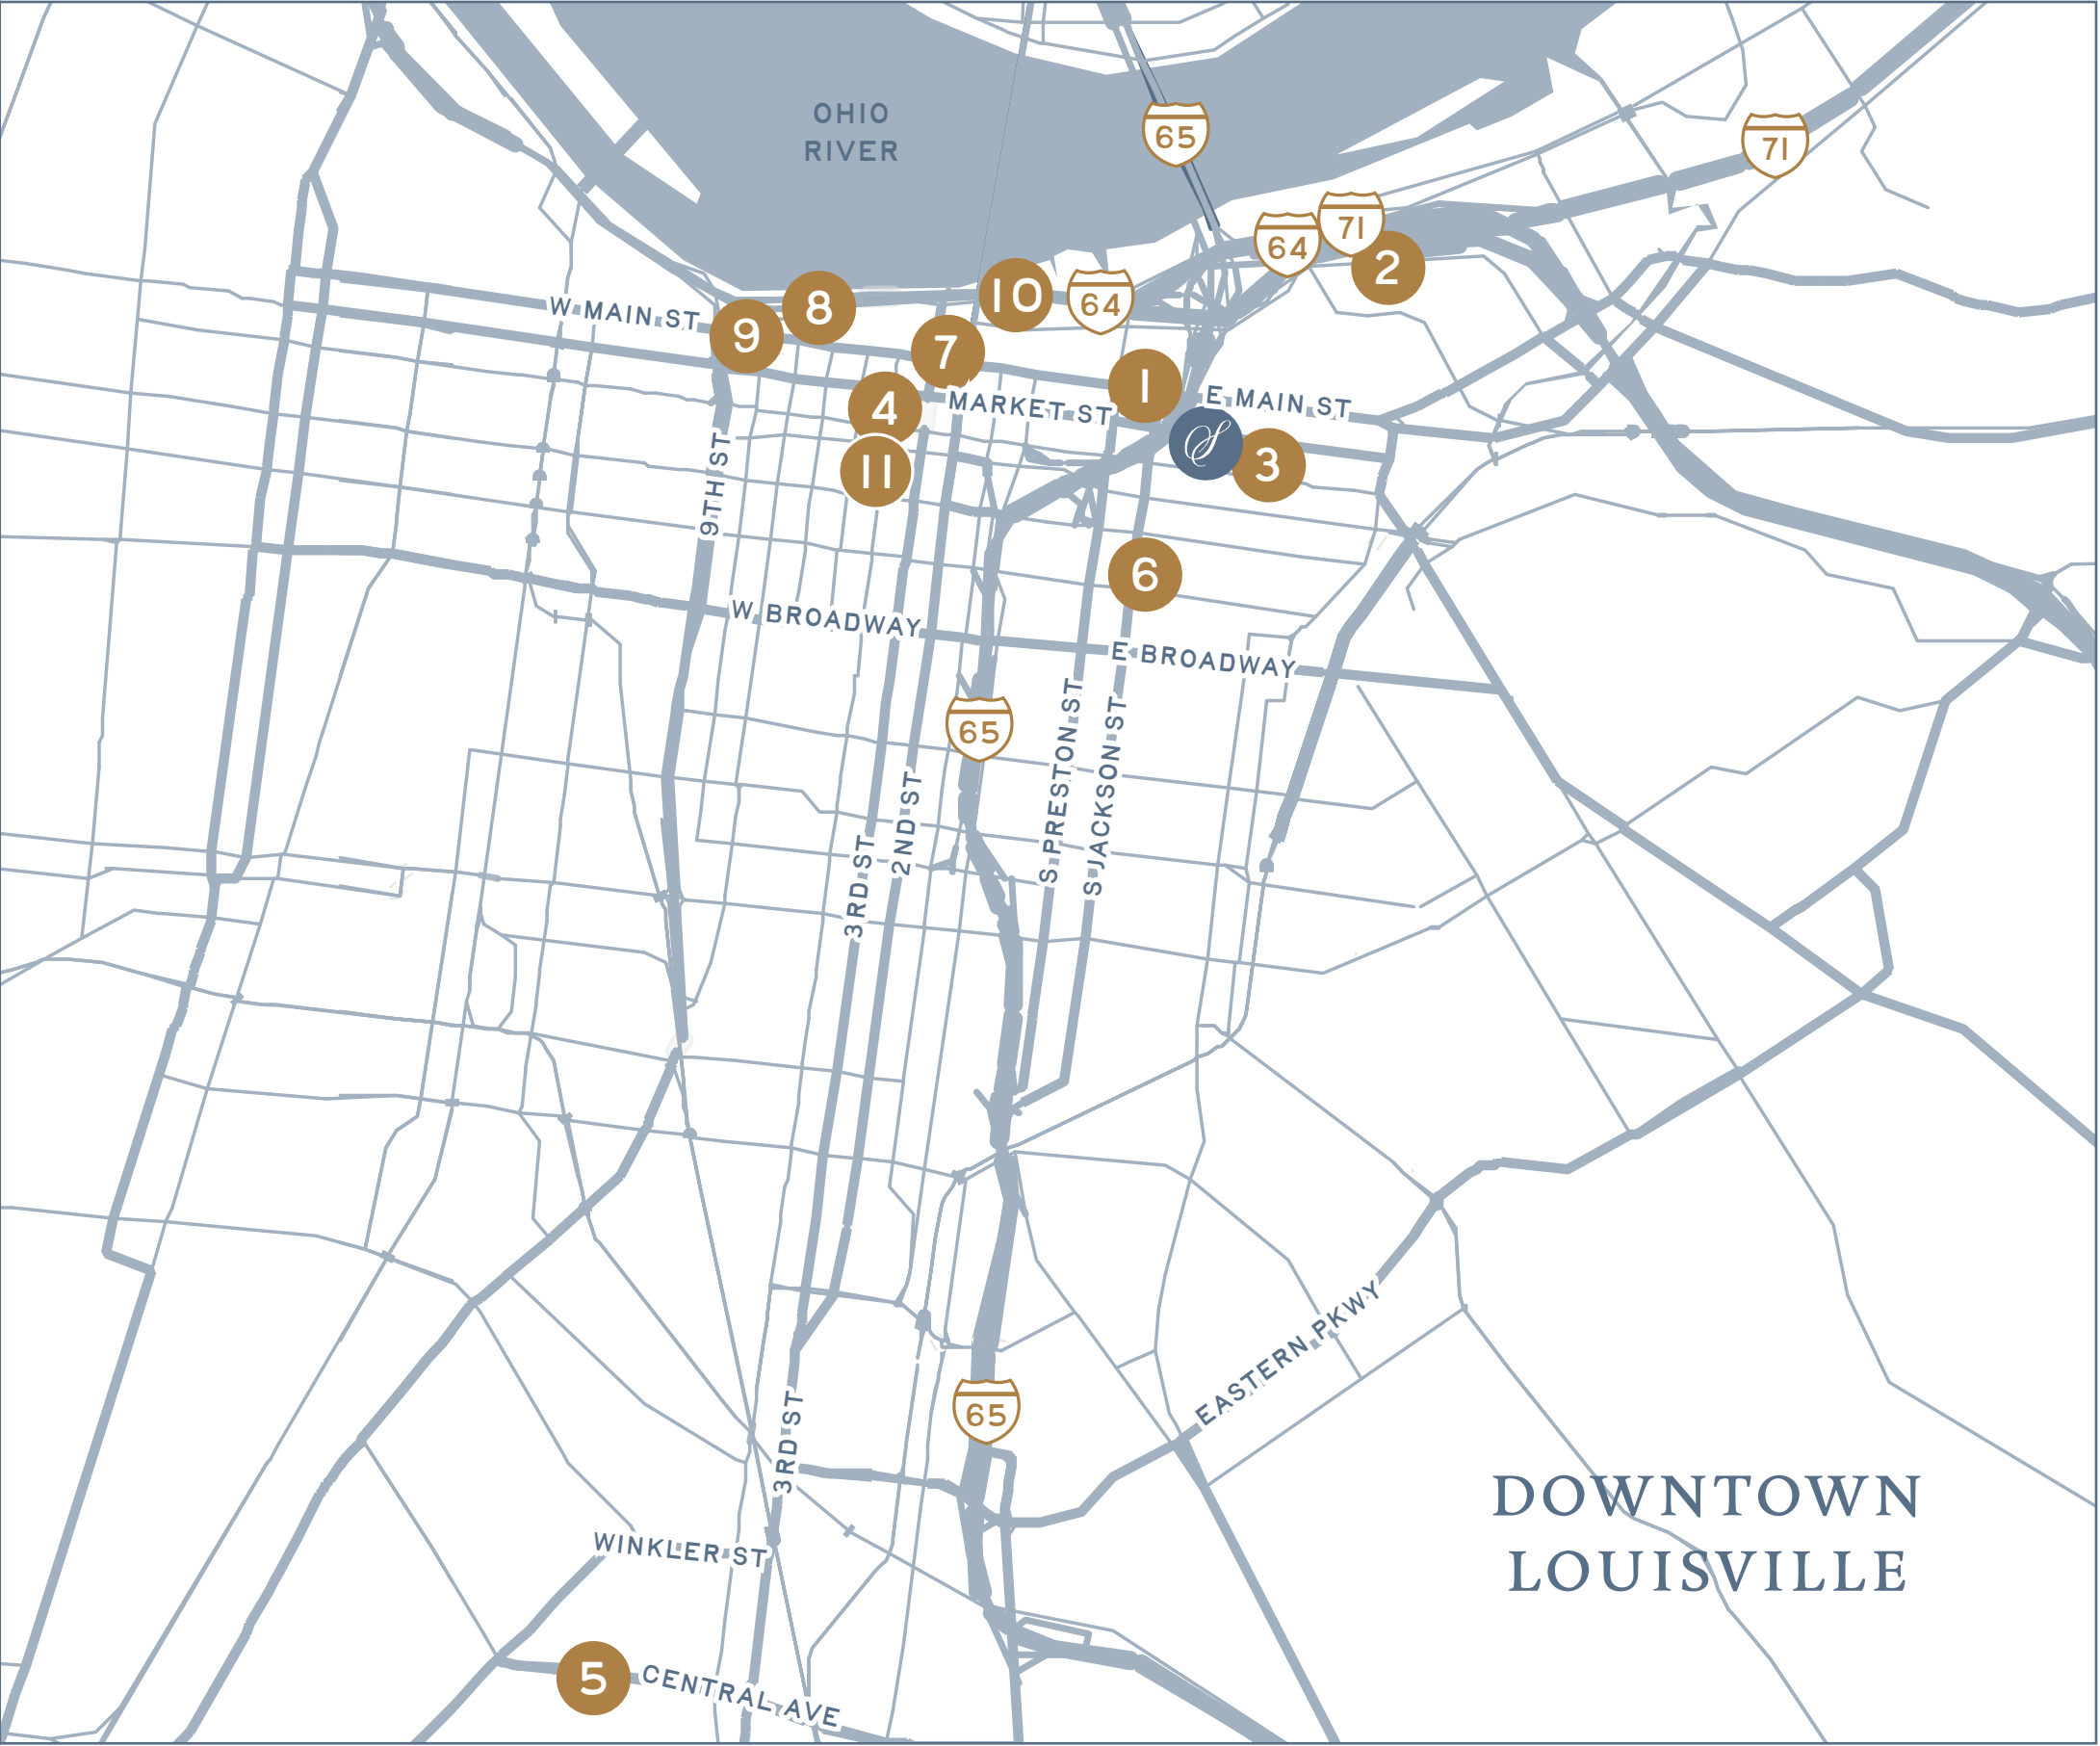 OHIO
RIVER
65
71
71
64
2
10
64
8
9
W MAIN ST
7
1
4
MARKET ST
E MAIN ST
S
3
11
9TH ST
6
W BROADWAY
E BROADWAY
65
S PRESTON ST
S JACKSON ST
2ND ST
3RD ST
EASTERN PKWY
65
3RD ST
DOWNTOWN
LOUISVILLE
WINKLER ST
5
CENTRAL AVE